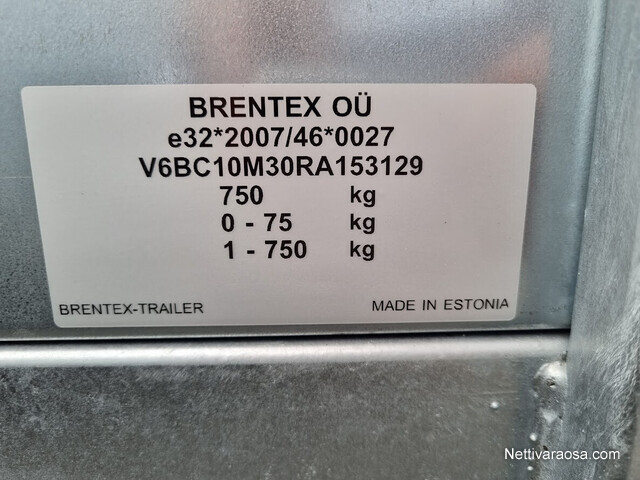 BRENTEX OÜ
e32*2007/46*0027
V6BC10M30RA153129
750 kg
0 - 75 kg
1 - 750 kg
BRENTEX-TRAILER MADE IN ESTONIA
Nettivaraosa.com